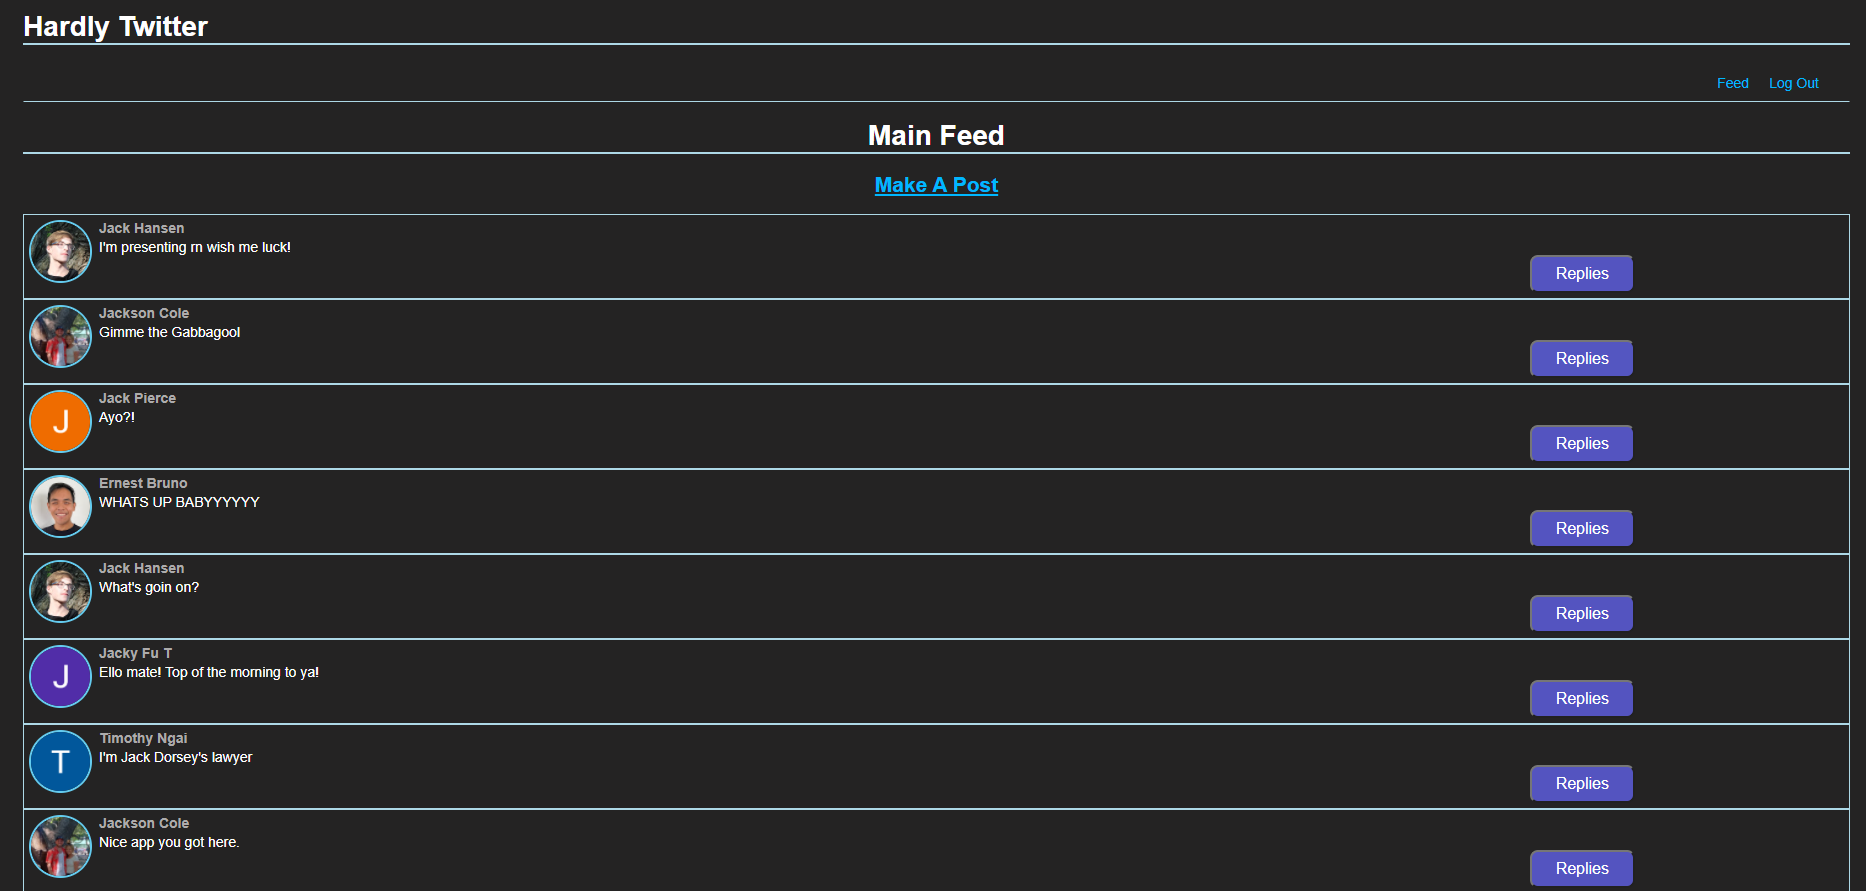 Hardly Twitter
Feed Log Out
Main Feed
Make A Post
Jack Hansen
I'm presenting rn wish me luck!
Replies
Jackson Cole
Gimme the Gabbagool
Replies
J
Jack Pierce
Ayo?!
Replies
Ernest Bruno
WHATS UP BABYYYYYY
Replies
Jack Hansen
What's goin on?
Replies
J
Jacky Fu T
Ello mate! Top of the morning to ya!
Replies
T
Timothy Ngai
I'm Jack Dorsey's lawyer
Replies
Jackson Cole
Nice app you got here.
Replies